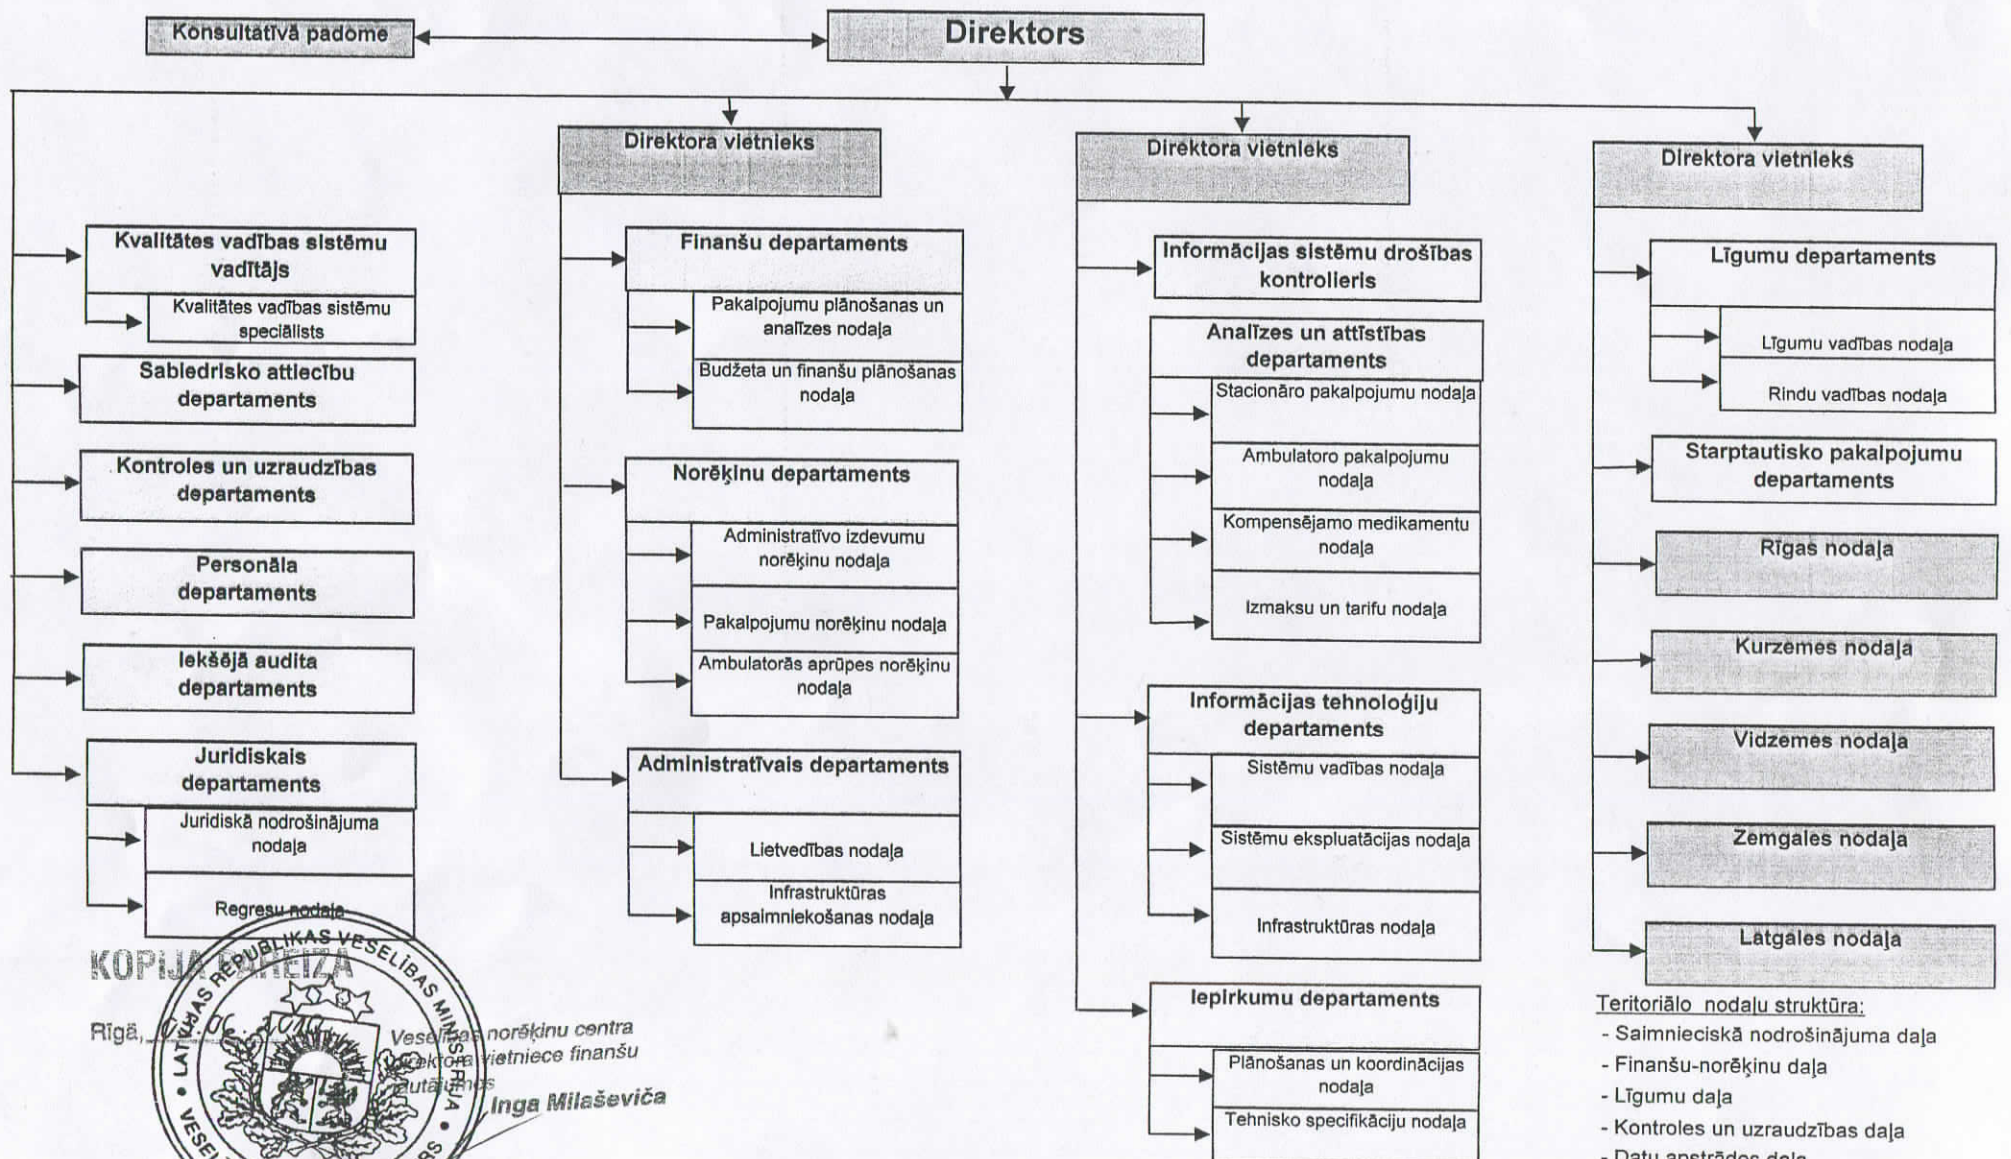 Konsultatīvā padome
Direktors
Kvalitātes vadības sistēmu
vadītājs
Kvalitātes vadības sistēmu
speciālists
Sabiedrisko attiecību
departaments
Kontroles un uzraudzības
departaments
Personāla
departaments
Iekšējā audita
departaments
Juridiskais
departaments
Juridiskā nodrošinājuma
nodaļa
Regresu nodaļa
Direktora vietnieks
Finanšu departaments
Pakalpojumu plānošanas un
analīzes nodaļa
Budžeta un finanšu plānošanas
nodaļa
Norēķinu departaments
Administratīvo izdevumu
norēķinu nodaļa
Pakalpojumu norēķinu nodaļa
Ambulatorās aprūpes norēķinu
nodaļa
Administratīvais departaments
Lietvedības nodaļa
Infrastruktūras
apsaimniekošanas nodaļa
Direktora vietnieks
Informācijas sistēmu drošības
kontrolieris
Analīzes un attīstības
departaments
Stacionāro pakalpojumu nodaļa
Ambulatoro pakalpojumu
nodaļa
Kompensējamo medikamentu
nodaļa
Izmaksu un tarifu nodaļa
Informācijas tehnoloģiju
departaments
Sistēmu vadības nodaļa
Sistēmu ekspluatācijas nodaļa
Infrastruktūras nodaļa
Iepirkumu departaments
Plānošanas un koordinācijas
nodaļa
Tehnisko specifikāciju nodaļa
Direktora vietnieks
Līgumu departaments
Līgumu vadības nodaļa
Rindu vadības nodaļa
Starptautisko pakalpojumu
departaments
Rīgas nodaļa
Kurzemes nodaļa
Vidzemes nodaļa
Zemgales nodaļa
Latgales nodaļa
Teritoriālo nodaļu struktūra:
- Saimnieciskā nodrošinājuma daļa
- Finanšu-norēķinu daļa
- Līgumu daļa
- Kontroles un uzraudzības daļa
- Datu apstrādes daļa
KOPIJA PAREIZA
Rīgā,
Veselības norēķinu centra
direktora vietniece finanšu
jautājumos
Inga Milaševiča
LATVIJAS REPUBLIKAS VESELĪBAS MINISTRIJA